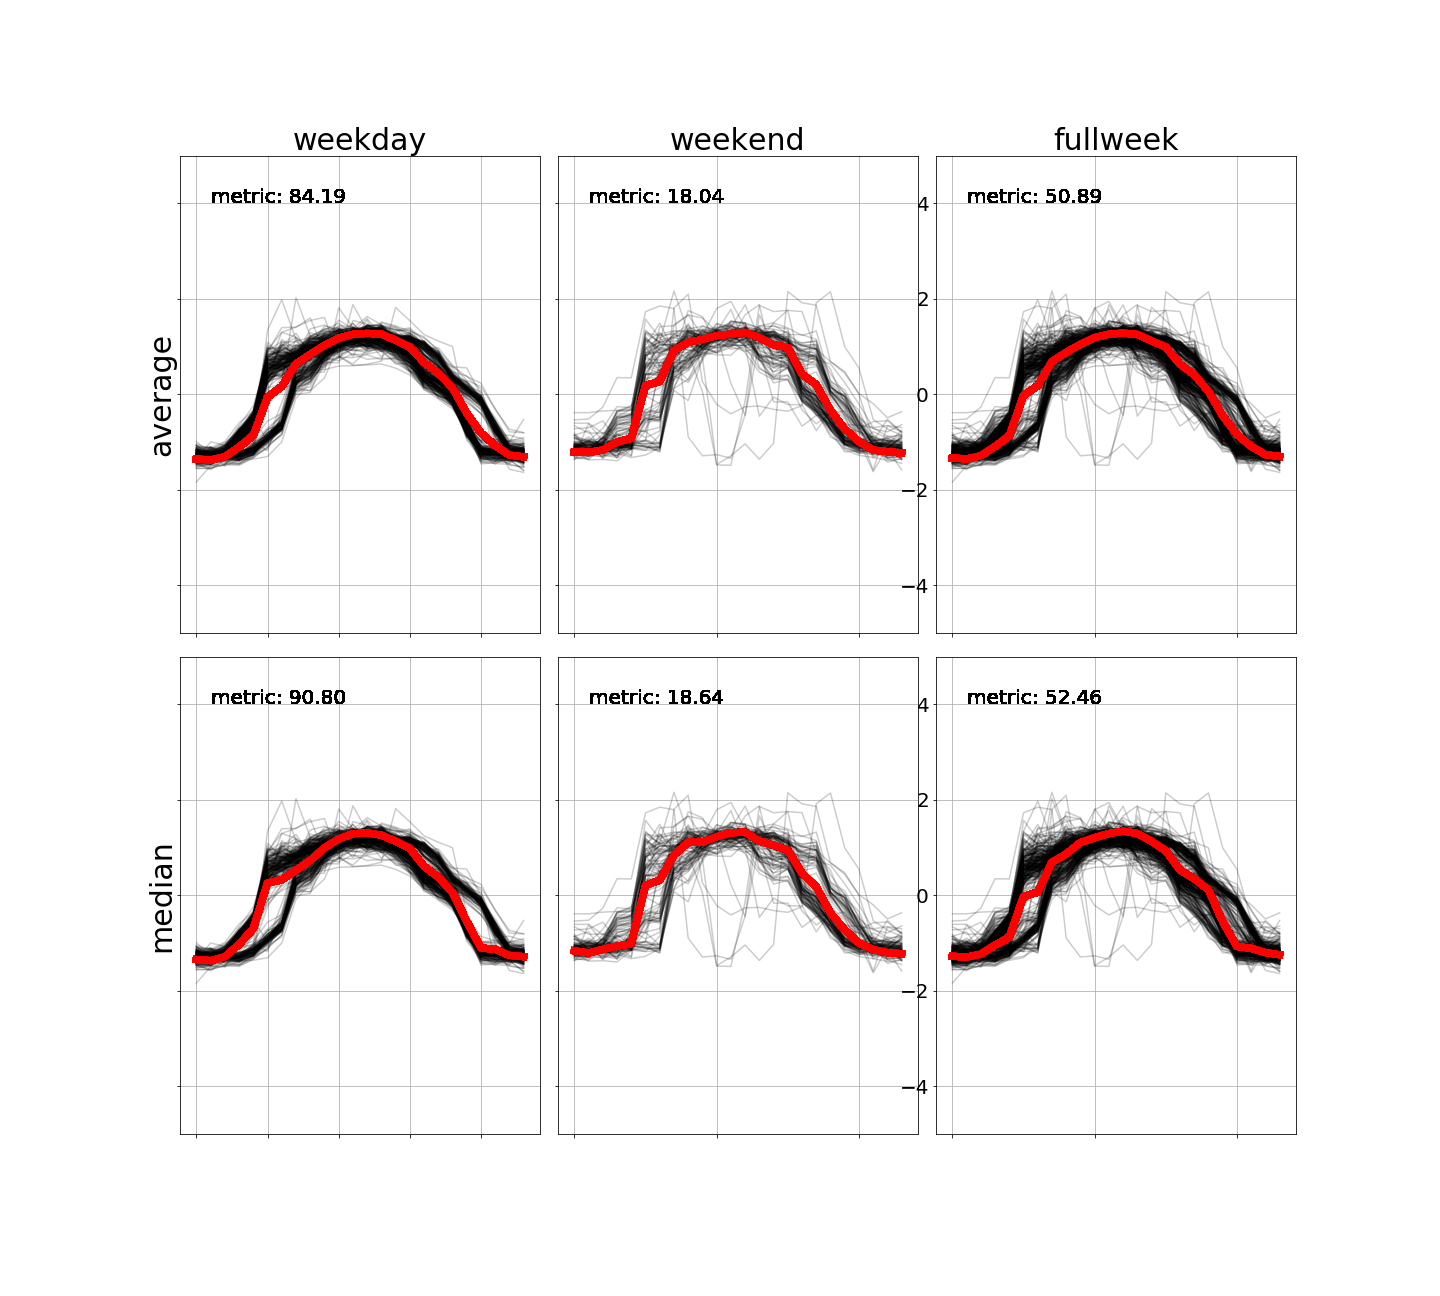 weekday weekend fullweek
average
metric: 84.19
metric: 18.04
metric: 50.89
4
2
0
−2
−4
median
metric: 90.80
metric: 18.64
metric: 52.46
4
2
0
−2
−4